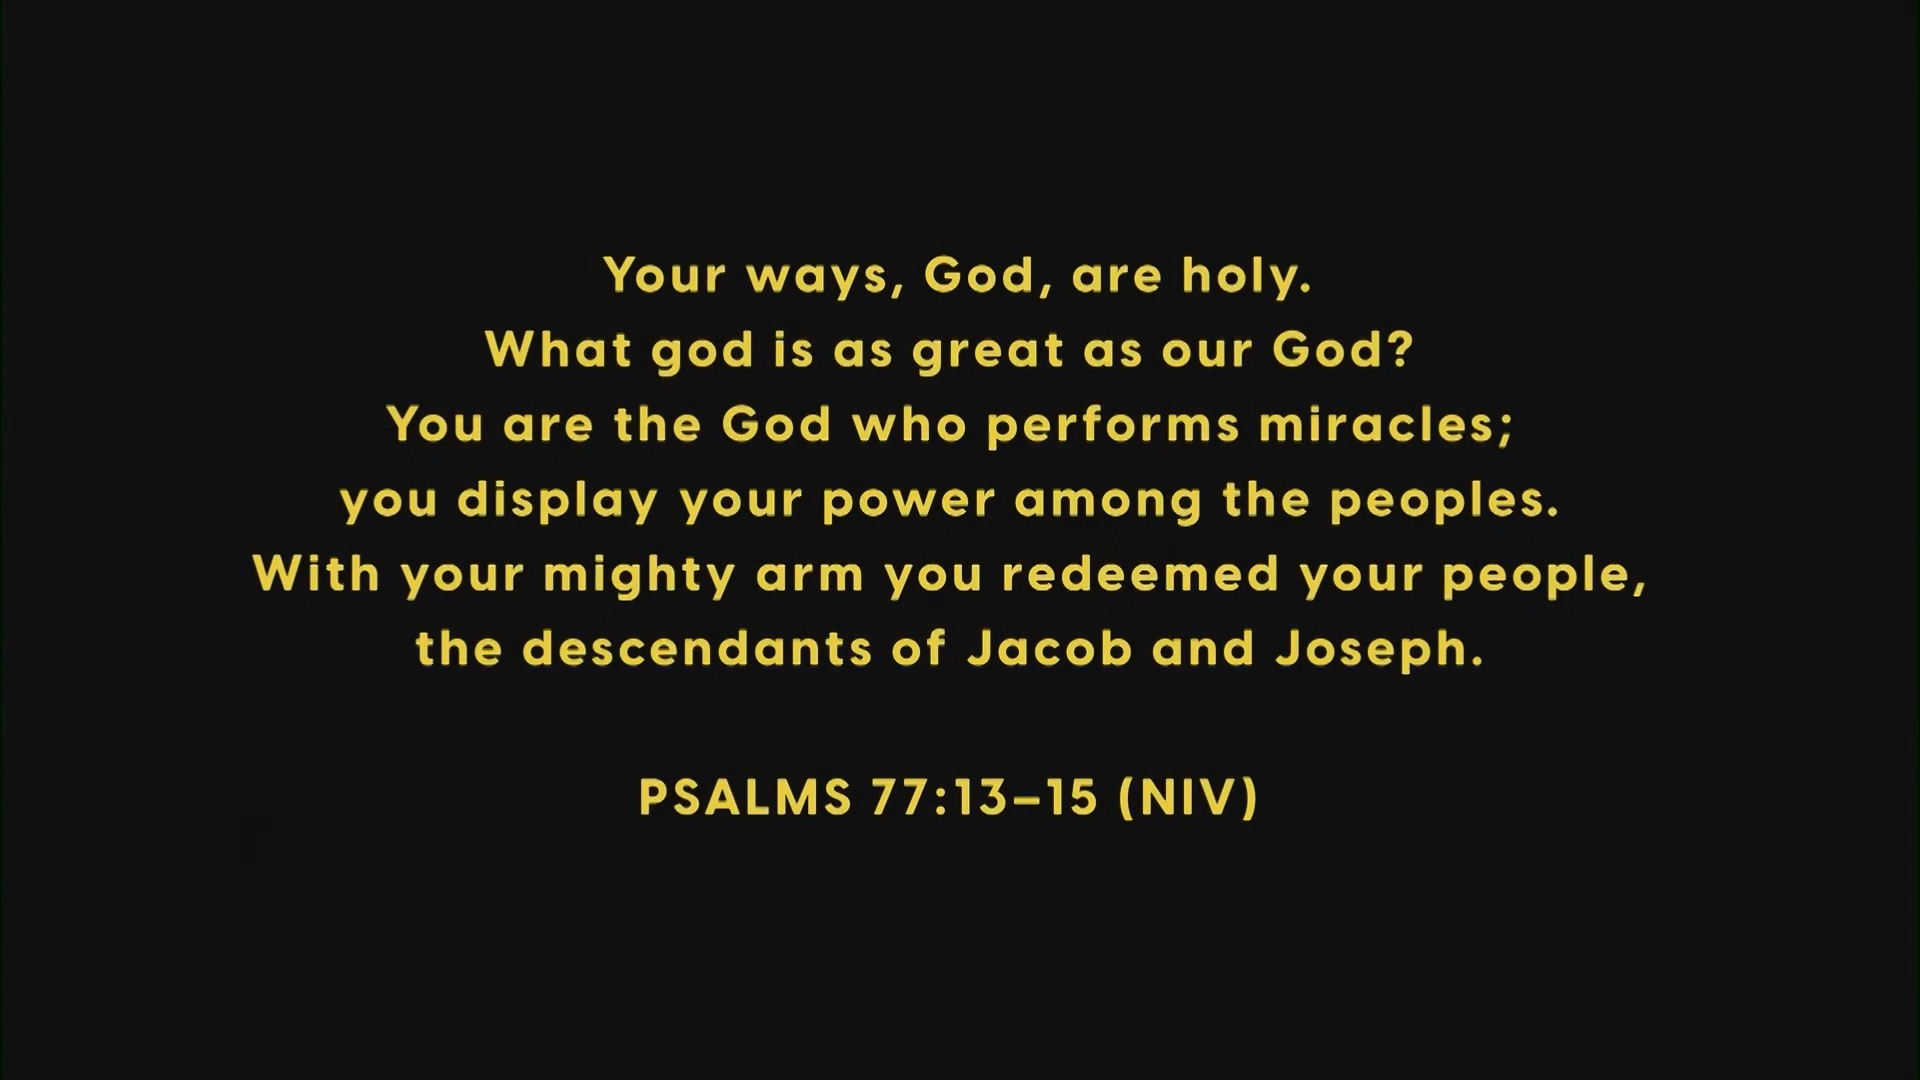 Your ways, God, are holy.
What god is as great as our God?
You are the God who performs miracles;
you display your power among the peoples.
With your mighty arm you redeemed your people,
the descendants of Jacob and Joseph.
PSALMS 77:13–15 (NIV)